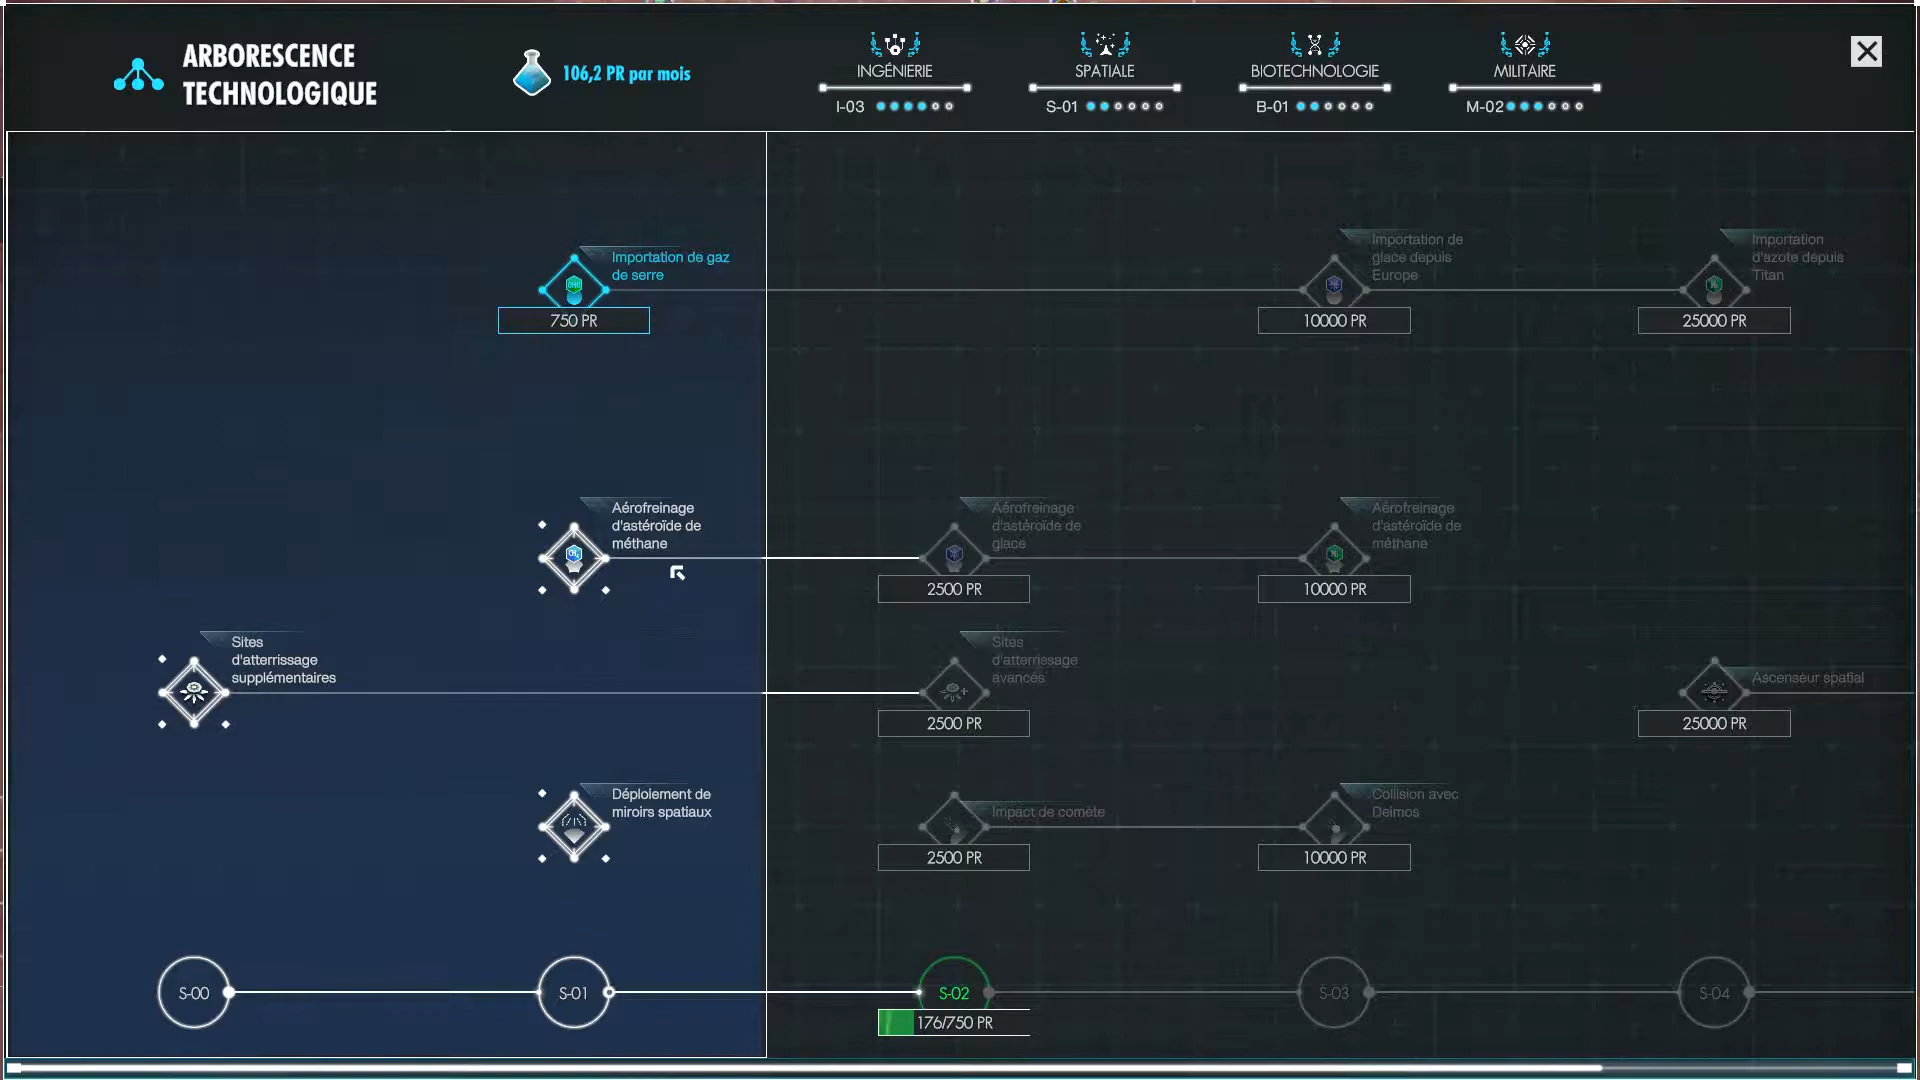 ARBORESCENCE
TECHNOLOGIQUE
106,2 PR par mois
INGÉNIERIE
I-03
SPATIALE
S-01
BIOTECHNOLOGIE
B-01
MILITAIRE
M-02
Importation de gaz
de serre
750 PR
Importation de
glace depuis
Europe
10000 PR
Importation
d'azote depuis
Titan
25000 PR
Aérofreinage
d'astéroïde de
méthane
Aérofreinage
d'astéroïde de
glace
2500 PR
Aérofreinage
d'astéroïde de
méthane
10000 PR
Sites
d'atterrissage
supplémentaires
Sites
d'atterrissage
avancés
2500 PR
Ascenseur spatial
25000 PR
Déploiement de
miroirs spatiaux
Impact de comète
2500 PR
Collision avec
Deimos
10000 PR
S-00
S-01
S-02
176/750 PR
S-03
S-04